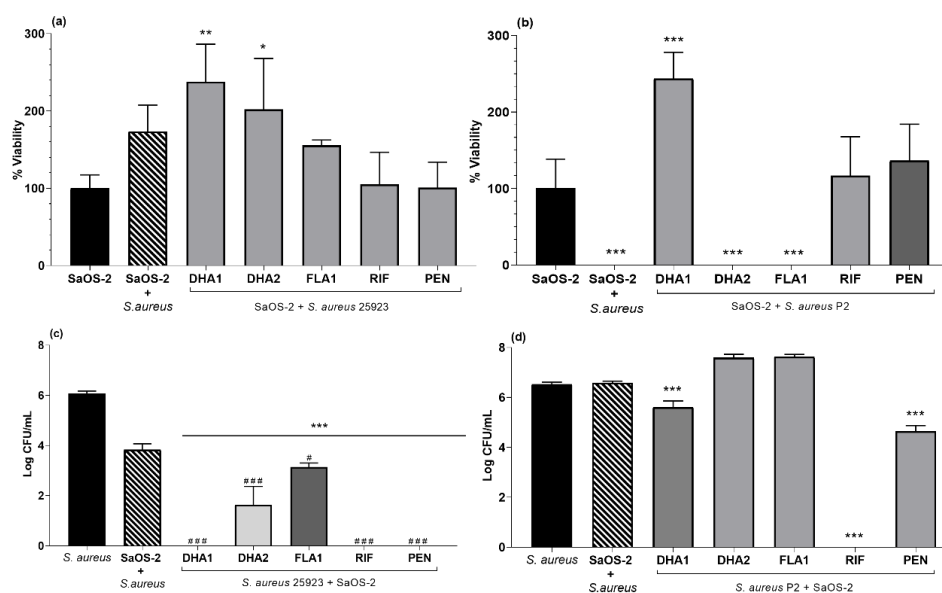 (a)
% Viability
300
200
100
0
**
*
SaOS-2
SaOS-2
+
S.aureus
DHA1
DHA2
FLA1
RIF
PEN
SaOS-2 + S. aureus 25923
(b)
% Viability
300
200
100
0
***
***
***
***
SaOS-2
SaOS-2
+
S.aureus
DHA1
DHA2
FLA1
RIF
PEN
SaOS-2 + S. aureus P2
(c)
Log CFU/mL
8
6
4
2
0
***
###
###
#
###
###
S. aureus
SaOS-2
+
S.aureus
DHA1
DHA2
FLA1
RIF
PEN
S. aureus 25923 + SaOS-2
(d)
Log CFU/mL
8
6
4
2
0
***
***
***
S. aureus
SaOS-2
+
S.aureus
DHA1
DHA2
FLA1
RIF
PEN
S. aureus P2 + SaOS-2